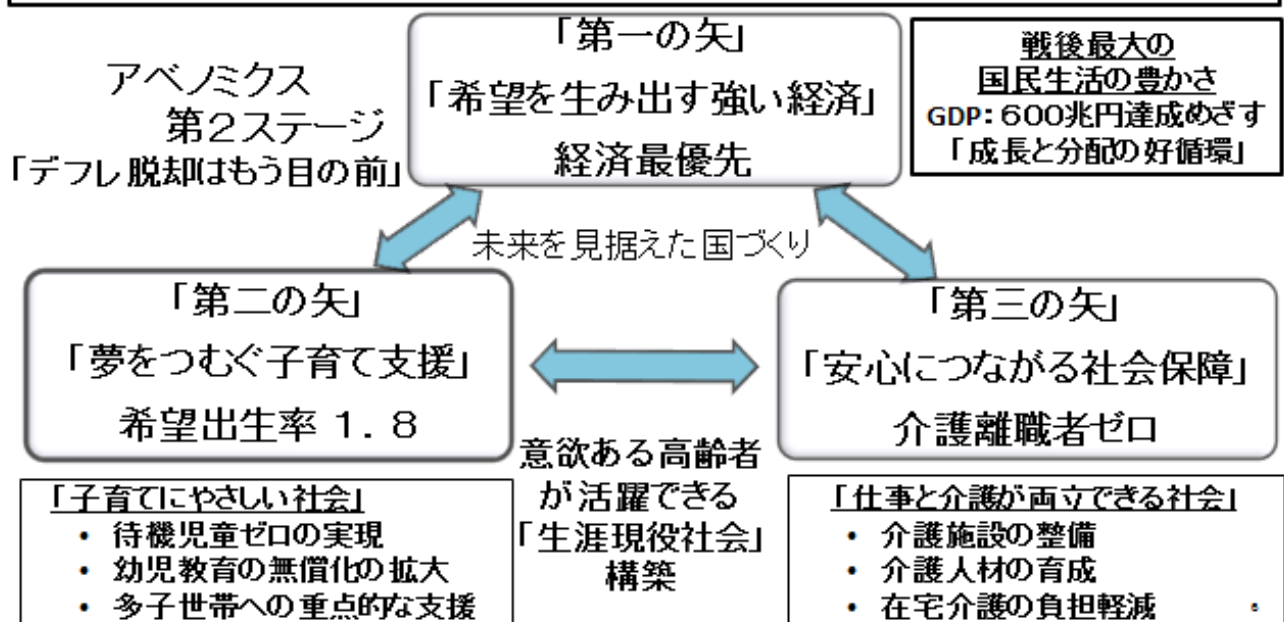 「第一の矢」
「希望を生み出す強い経済」
経済最優先
アベノミクス
第２ステージ
「デフレ脱却はもう目の前」
戦後最大の
国民生活の豊かさ
GDP：６００兆円達成めざす
「成長と分配の好循環」
未来を見据えた国づくり
「第二の矢」
「夢をつむぐ子育て支援」
希望出生率１．８
「第三の矢」
「安心につながる社会保障」
介護離職者ゼロ
意欲ある高齢者
が活躍できる
「生涯現役社会」
構築
「子育てにやさしい社会」
・ 待機児童ゼロの実現
・ 幼児教育の無償化の拡大
・ 多子世帯への重点的な支援
「仕事と介護が両立できる社会」
・ 介護施設の整備
・ 介護人材の育成
・ 在宅介護の負担軽減